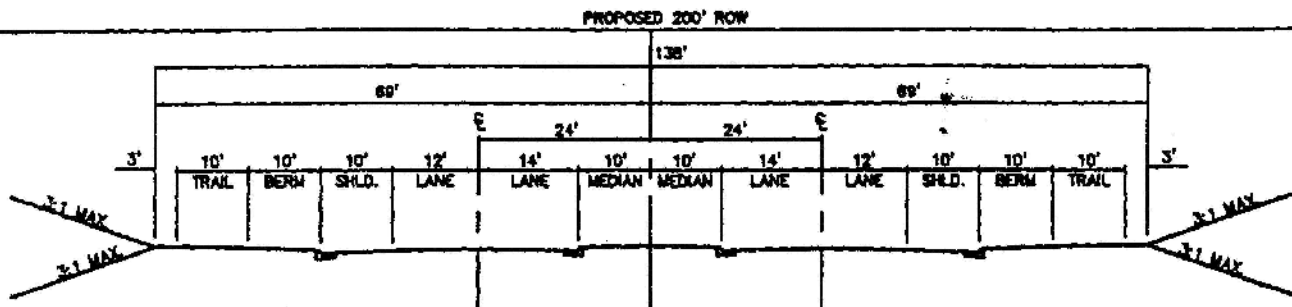 PROPOSED 200' ROW
138'
69' 69'
℄ 24' 24' ℄
3' 10' 10' 10' 12' 14' 10' 10' 14' 12' 10' 10' 10' 3'
TRAIL BERM SHLD. LANE LANE MEDIAN MEDIAN LANE LANE SHLD. BERM TRAIL
3:1 MAX 3:1 MAX
3:1 MAX 3:1 MAX